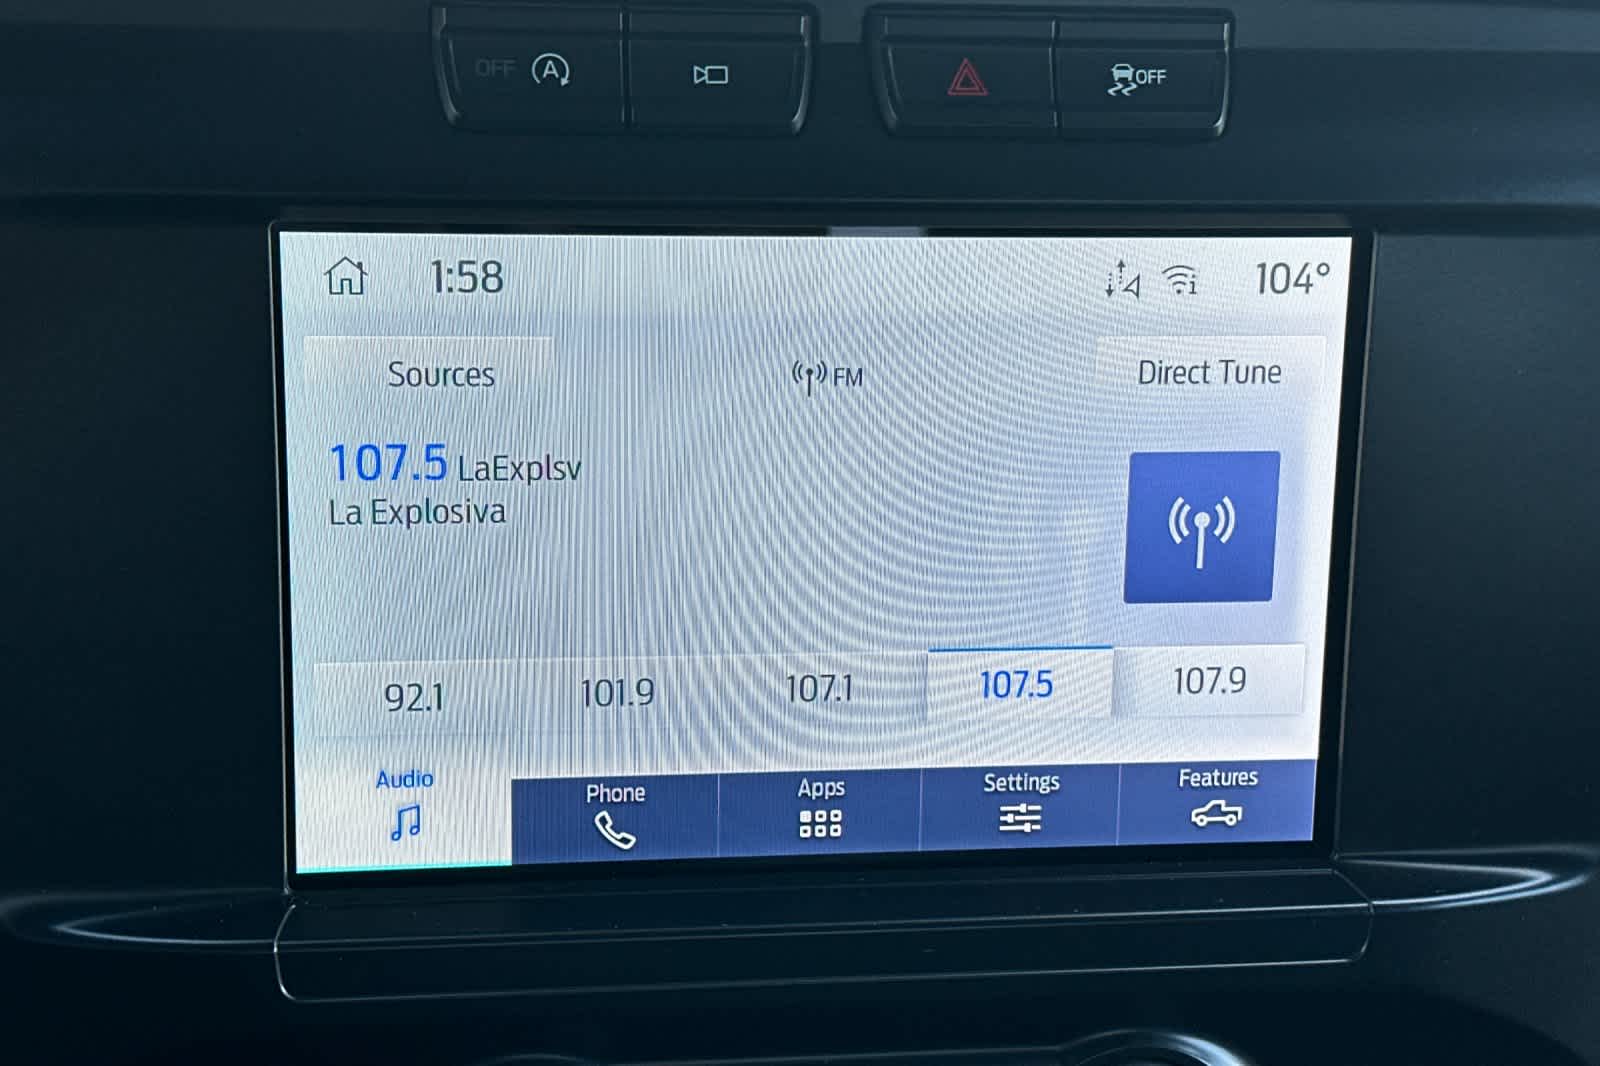 OFF A
OFF
1:58
104°
Sources
FM
Direct Tune
107.5 LaExplsv
La Explosiva
92.1
101.9
107.1
107.5
107.9
Audio
Phone
Apps
Settings
Features